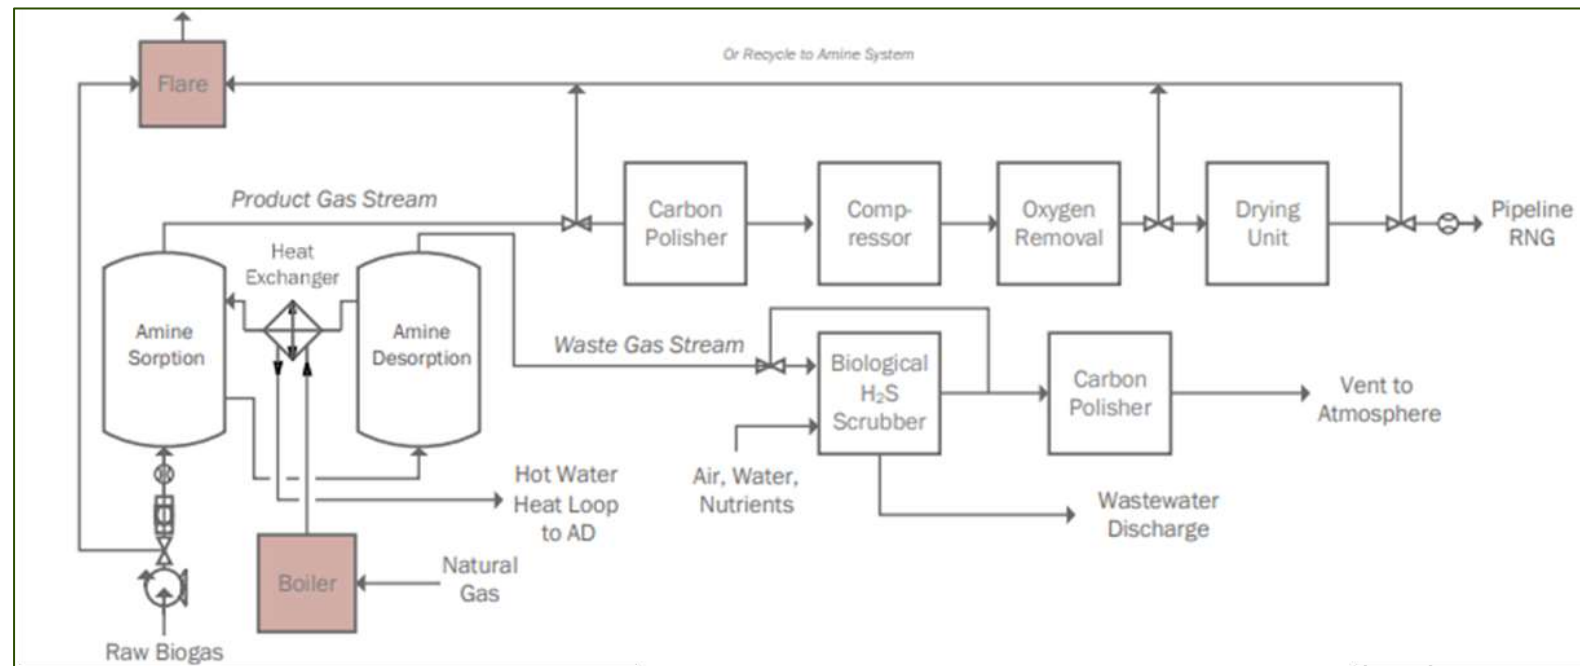 Or Recycle to Amine System
Flare
Product Gas Stream
Carbon
Polisher
Comp-
ressor
Oxygen
Removal
Drying
Unit
Pipeline
RNG
Heat
Exchanger
Amine
Sorption
Amine
Desorption
Waste Gas Stream
Biological
H₂S
Scrubber
Carbon
Polisher
Vent to
Atmosphere
Air, Water,
Nutrients
Hot Water
Heat Loop
to AD
Wastewater
Discharge
Boiler
Natural
Gas
Raw Biogas